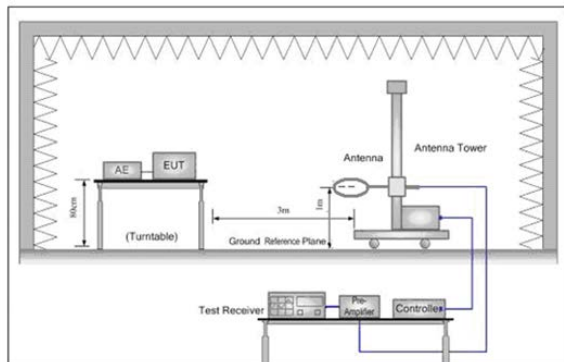 Antenna
Antenna Tower
AE
EUT
80cm
3m
1m
(Turntable)
Ground Reference Plane
Test Receiver
Pre-
Amplifier
Controller